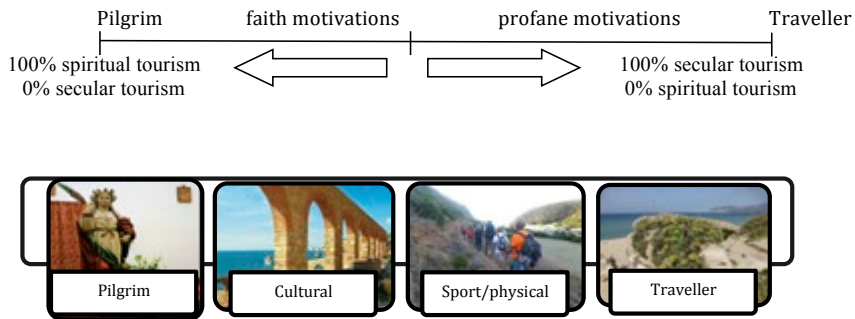 Pilgrim faith motivations profane motivations Traveller
100% spiritual tourism 100% secular tourism
0% secular tourism 0% spiritual tourism
Pilgrim Cultural Sport/physical Traveller